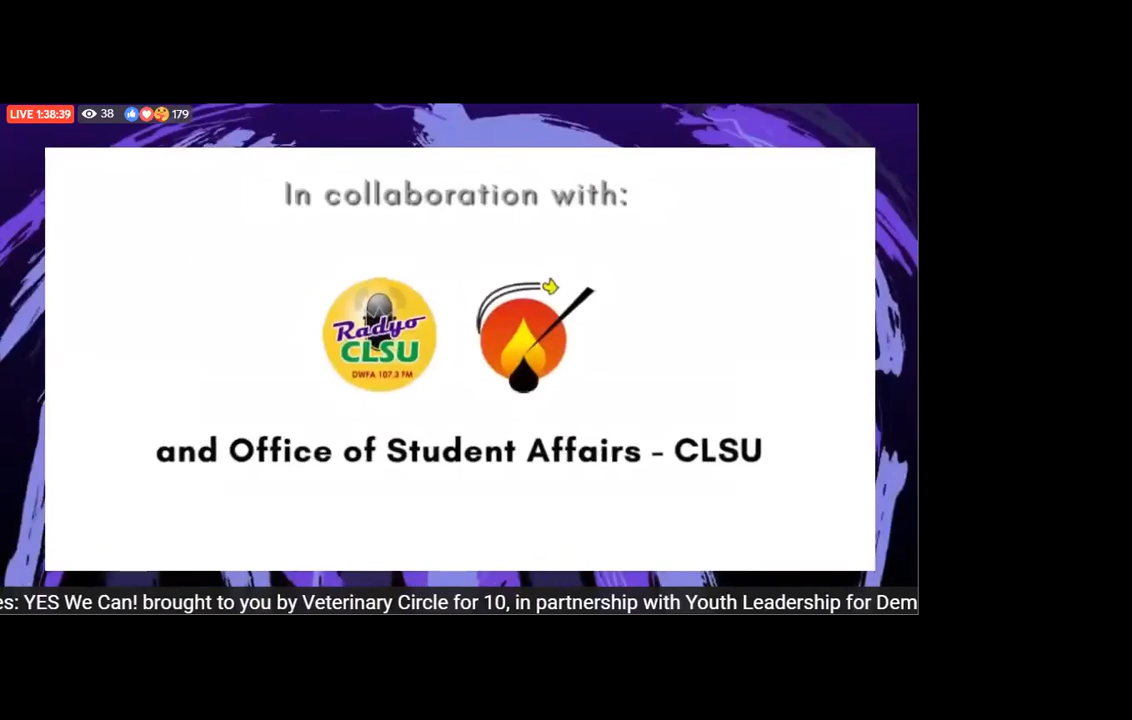 LIVE 1:38:39 38 179
In collaboration with:
Radyo
CLSU
DWFA 107.3 FM
and Office of Student Affairs - CLSU
es: YES We Can! brought to you by Veterinary Circle for 10, in partnership with Youth Leadership for Dem